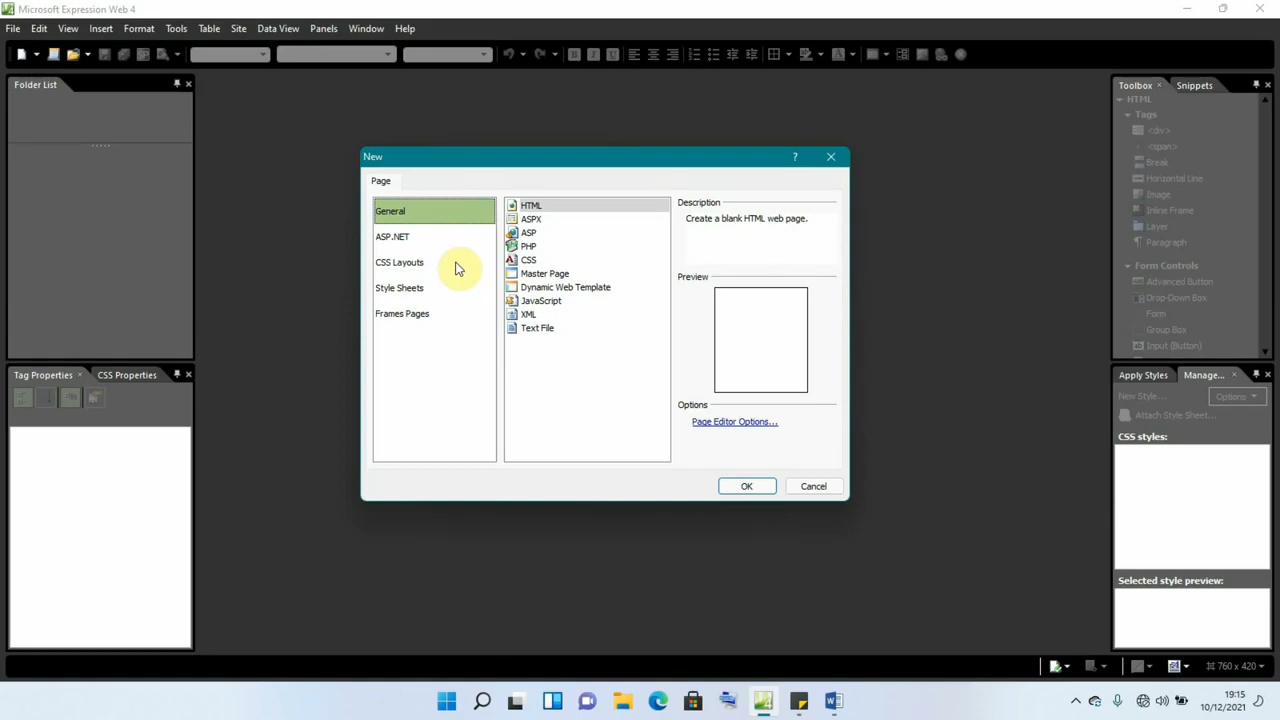 Microsoft Expression Web 4
File Edit View Insert Format Tools Table Site Data View Panels Window Help
Folder List
Toolbox Snippets
HTML
Tags
<div>
<span>
Break
Horizontal Line
Image
Inline Frame
Layer
Paragraph
Form Controls
Advanced Button
Drop-Down Box
Form
Group Box
Input (Button)
New
Page
General
ASP.NET
CSS Layouts
Style Sheets
Frames Pages
HTML
ASPX
ASP
PHP
CSS
Master Page
Dynamic Web Template
JavaScript
XML
Text File
Description
Create a blank HTML web page.
Preview
Options
Page Editor Options...
OK Cancel
Tag Properties CSS Properties
Apply Styles Manage...
New Style... Options
Attach Style Sheet...
CSS styles:
Selected style preview:
760 x 420
19:15
10/12/2021